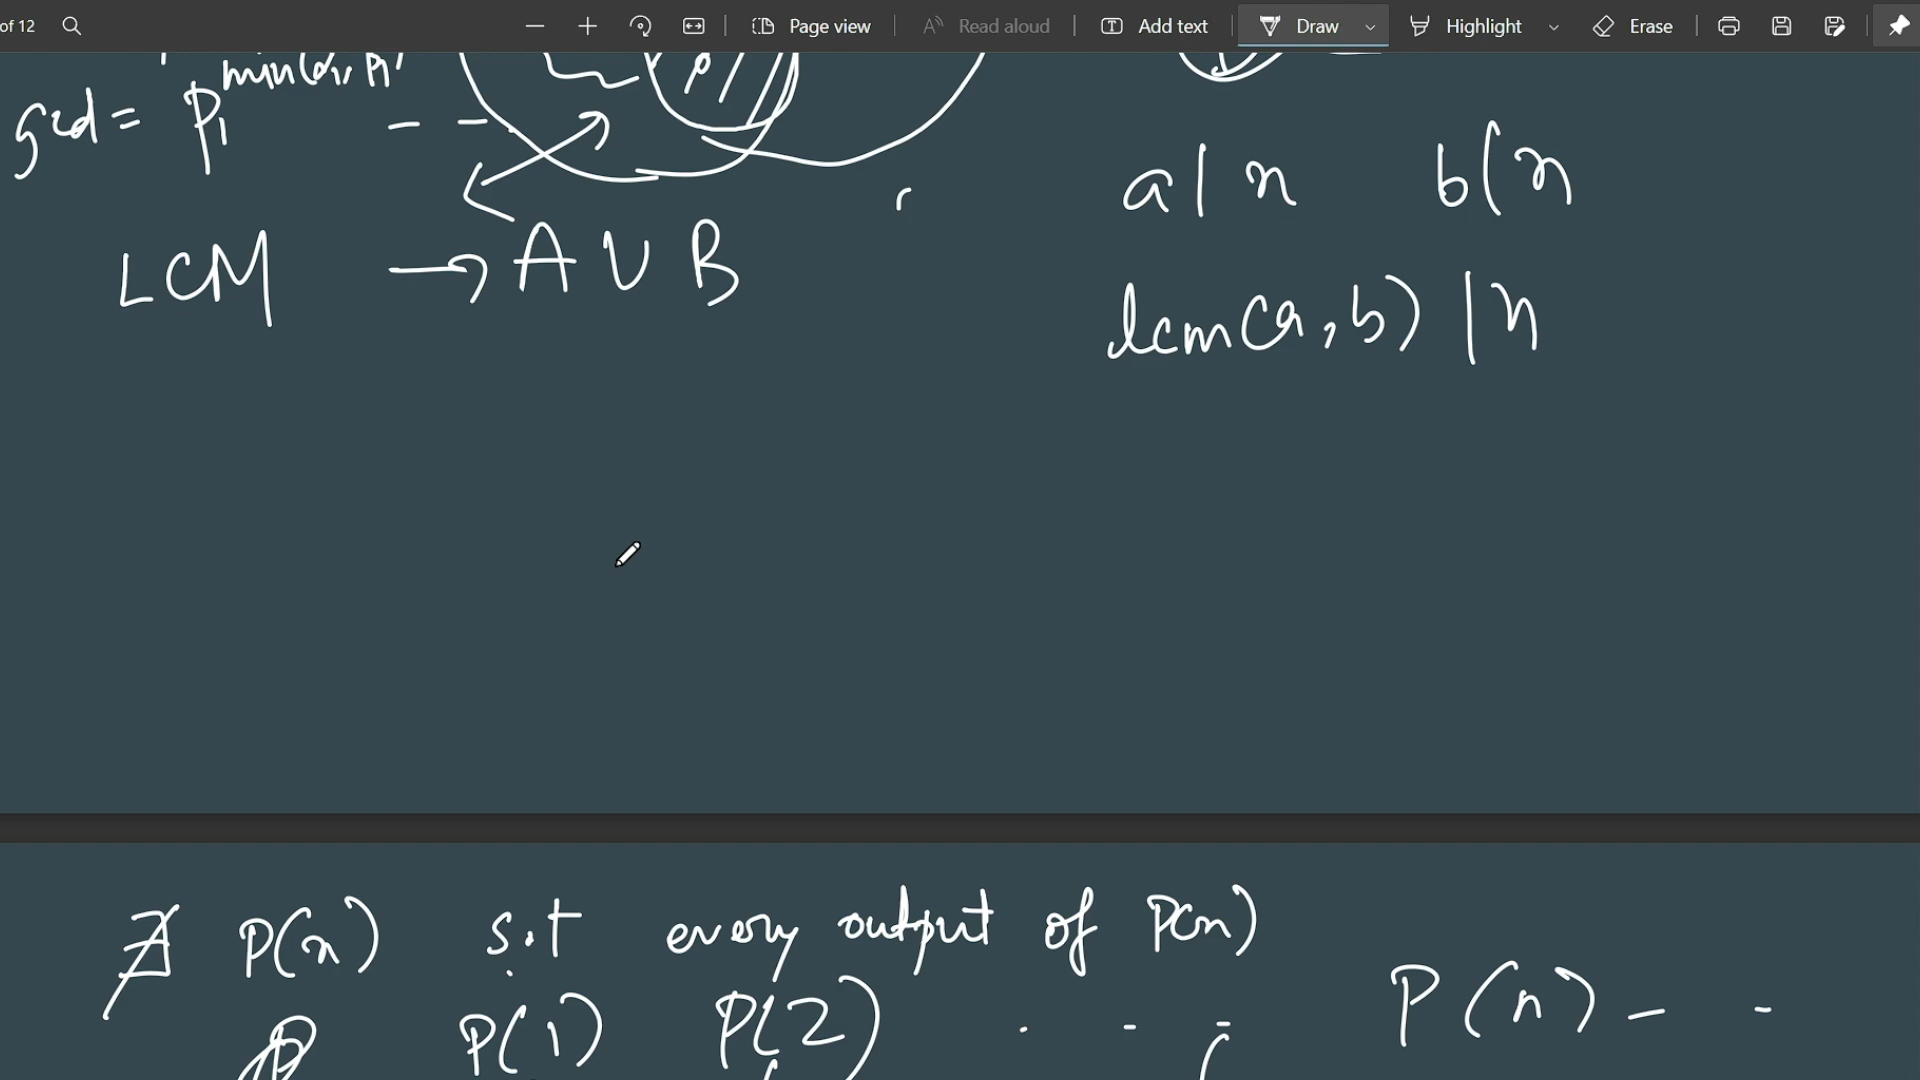 of 12 Page view Read aloud Add text Draw Highlight Erase
gcd = p₁^min(α₁, β₁) - -
a | n b | n
LCM → A ∪ B
lcm(a, b) | n
∄ P(n) s.t every output of P(n)
P(1) P(2) . - - P(n) - -